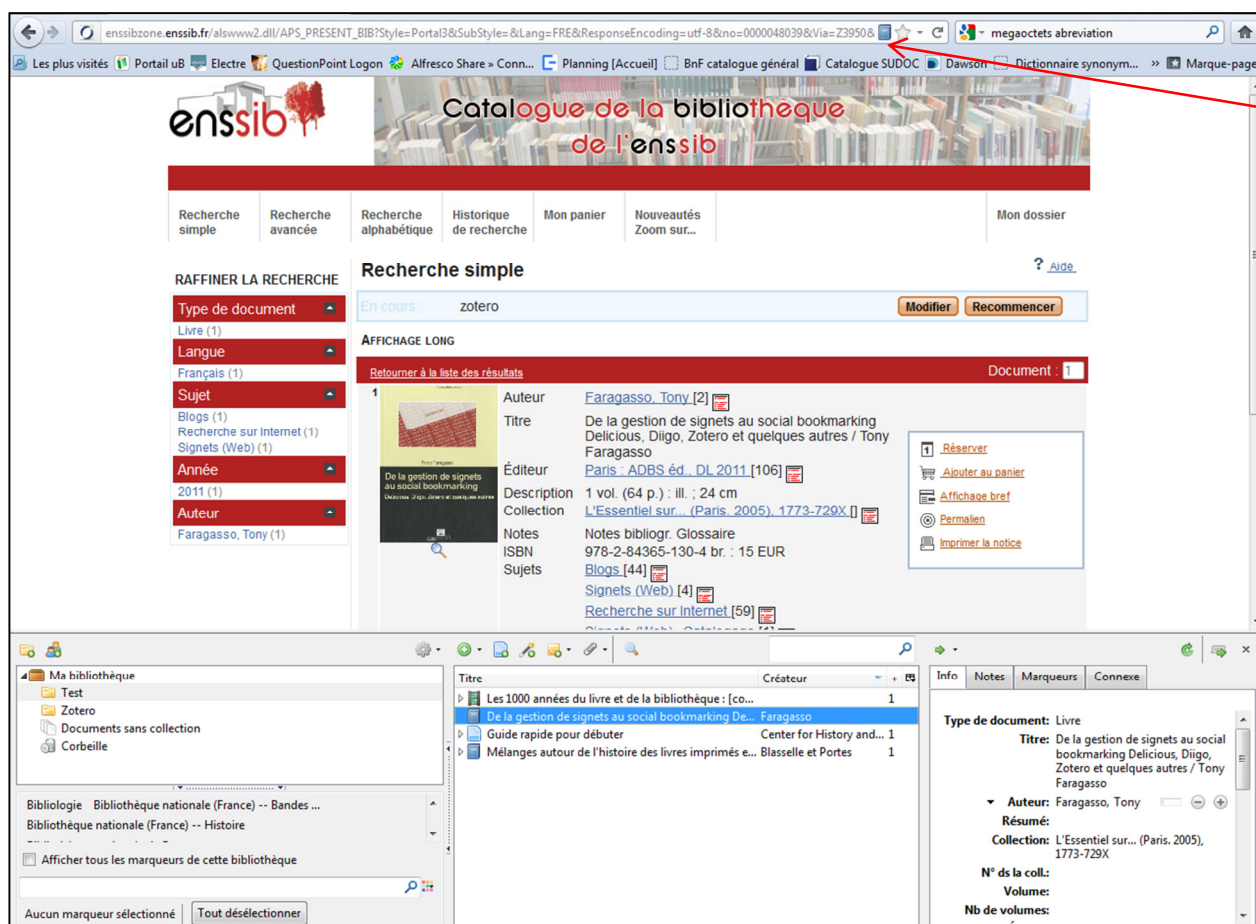 enssibzone.enssib.fr/alswww2.dll/APS_PRESENT_BIB?Style=Portal3&SubStyle=&Lang=FRE&ResponseEncoding=utf-8&no=0000048039&Via=Z3950&
megaoctets abreviation
Les plus visités Portail uB Electre QuestionPoint Logon Alfresco Share » Conn... Planning [Accueil] BnF catalogue général Catalogue SUDOC Dawson Dictionnaire synonym... » Marque-page
enssib
Catalogue de la bibliothèque
de l'enssib
Recherche simple
Recherche avancée
Recherche alphabétique
Historique de recherche
Mon panier
Nouveautés Zoom sur...
Mon dossier
RAFFINER LA RECHERCHE
Type de document
Livre (1)
Langue
Français (1)
Sujet
Blogs (1)
Recherche sur Internet (1)
Signets (Web) (1)
Année
2011 (1)
Auteur
Faragasso, Tony (1)
Recherche simple
? Aide
En cours : zotero
Modifier Recommencer
AFFICHAGE LONG
Retourner à la liste des résultats
Document : 1
1
Tony Faragasso
De la gestion de signets
au social bookmarking
Delicious, Diigo, Zotero et quelques autres
Auteur Faragasso, Tony [2]
Titre De la gestion de signets au social bookmarking
Delicious, Diigo, Zotero et quelques autres / Tony
Faragasso
Éditeur Paris : ADBS éd., DL 2011 [106]
Description 1 vol. (64 p.) : ill. ; 24 cm
Collection L'Essentiel sur... (Paris. 2005), 1773-729X []
Notes Notes bibliogr. Glossaire
ISBN 978-2-84365-130-4 br. : 15 EUR
Sujets Blogs [44]
Signets (Web) [4]
Recherche sur Internet [59]
Signets (Web)--Catalogage [1]
1 Réserver
Ajouter au panier
Affichage bref
Permalien
Imprimer la notice
Ma bibliothèque
Test
Zotero
Documents sans collection
Corbeille
Bibliologie Bibliothèque nationale (France) -- Bandes ...
Bibliothèque nationale (France) -- Histoire
Afficher tous les marqueurs de cette bibliothèque
Aucun marqueur sélectionné Tout désélectionner
Titre Créateur +
Les 1000 années du livre et de la bibliothèque : [co... 1
De la gestion de signets au social bookmarking De... Faragasso
Guide rapide pour débuter Center for History and... 1
Mélanges autour de l'histoire des livres imprimés e... Blasselle et Portes 1
Info Notes Marqueurs Connexe
Type de document: Livre
Titre: De la gestion de signets au social
bookmarking Delicious, Diigo,
Zotero et quelques autres / Tony
Faragasso
Auteur: Faragasso, Tony
Résumé:
Collection: L'Essentiel sur... (Paris. 2005),
1773-729X
N° ds la coll.:
Volume:
Nb de volumes: